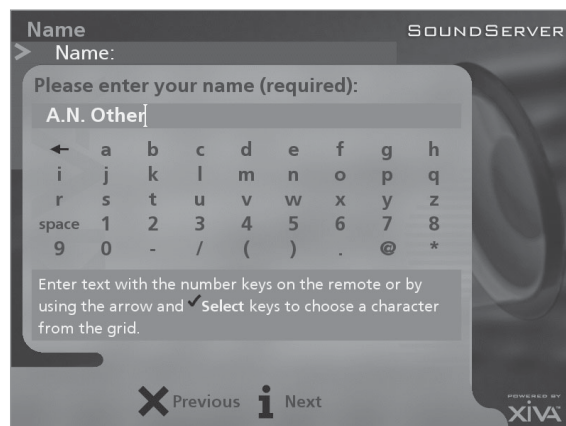 Name
SOUNDSERVER
> Name:
Please enter your name (required):
A.N. Other
← a b c d e f g h
i j k l m n o p q
r s t u v w x y z
space 1 2 3 4 5 6 7 8
9 0 - / ( ) . @ *
Enter text with the number keys on the remote or by
using the arrow and ✓Select keys to choose a character
from the grid.
Previous i Next
POWERED BY
XiVA